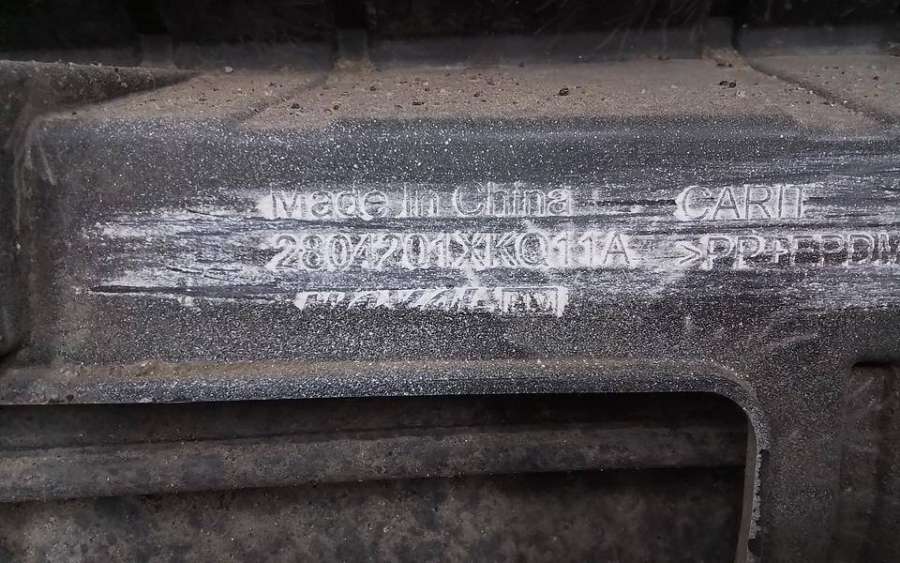 Made In China CARIT
2804201XKQ11A >PP+EPDM